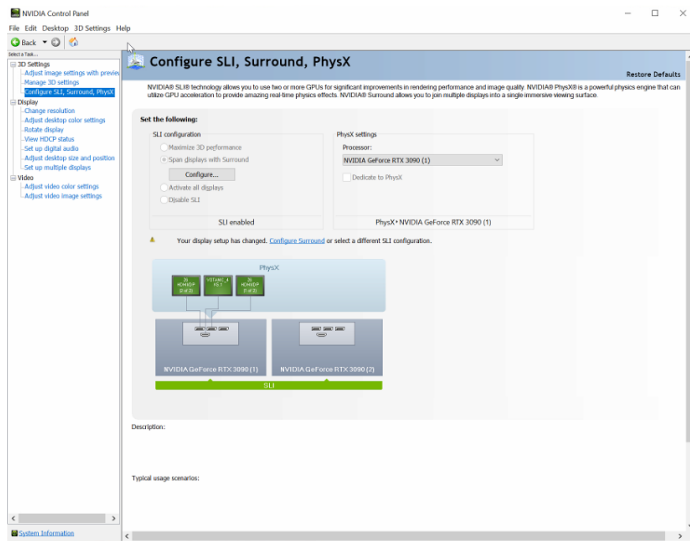 NVIDIA Control Panel
File Edit Desktop 3D Settings Help
Back
Select a Task...
3D Settings
Adjust image settings with preview
Manage 3D settings
Configure SLI, Surround, PhysX
Display
Change resolution
Adjust desktop color settings
Rotate display
View HDCP status
Set up digital audio
Adjust desktop size and position
Set up multiple displays
Video
Adjust video color settings
Adjust video image settings
System Information
Configure SLI, Surround, PhysX
Restore Defaults
NVIDIA® SLI® technology allows you to use two or more GPUs for significant improvements in rendering performance and image quality. NVIDIA® PhysX® is a powerful physics engine that can
utilize GPU acceleration to provide amazing real-time physics effects. NVIDIA® Surround allows you to join multiple displays into a single immersive viewing surface.
Set the following:
SLI configuration
Maximize 3D performance
Span displays with Surround
Configure...
Activate all displays
Disable SLI
SLI enabled
PhysX settings
Processor:
NVIDIA GeForce RTX 3090 (1)
Dedicate to PhysX
PhysX • NVIDIA GeForce RTX 3090 (1)
Your display setup has changed. Configure Surround or select a different SLI configuration.
PhysX
NVIDIA GeForce RTX 3090 (1)
NVIDIA GeForce RTX 3090 (2)
SLI
Description:
Typical usage scenarios: